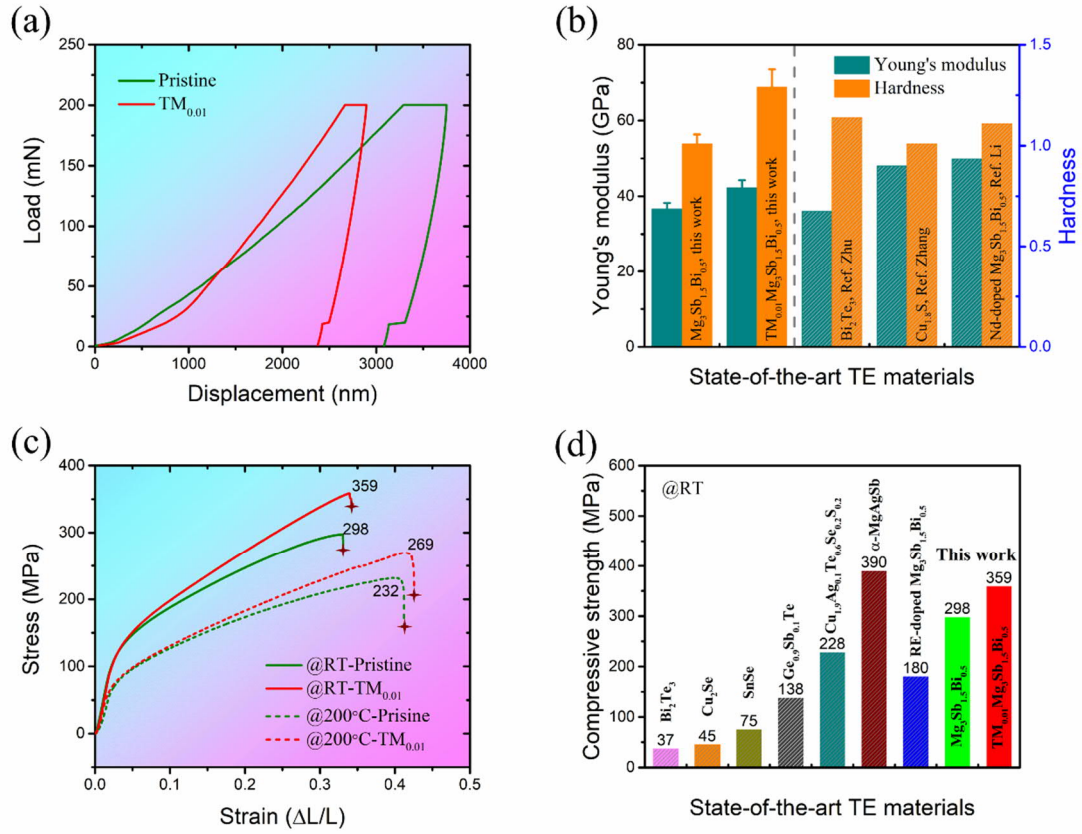 (a)
250
200
150
100
50
0
Load (mN)
Pristine
TM0.01
0 1000 2000 3000 4000
Displacement (nm)
(b)
80
60
40
20
0
Young's modulus (GPa)
Young's modulus
Hardness
Mg3Sb1.5Bi0.5, this work
TM0.01Mg3Sb1.5Bi0.5, this work
Bi2Te3, Ref. Zhu
Cu1.8S, Ref. Zhang
Nd-doped Mg3Sb1.5Bi0.5, Ref. Li
1.5
1.0
0.5
0.0
Hardness
State-of-the-art TE materials
(c)
400
300
200
100
0
Stress (MPa)
359
298
269
232
@RT-Pristine
@RT-TM0.01
@200°C-Prisine
@200°C-TM0.01
0.0 0.1 0.2 0.3 0.4 0.5
Strain (ΔL/L)
(d)
600
500
400
300
200
100
0
Compressive strength (MPa)
@RT
Bi2Te3
37
Cu2Se
45
SnSe
75
Ge0.9Sb0.1Te
138
Cu1.9Ag0.1Te0.6Se0.2S0.2
228
α-MgAgSb
390
RE-doped Mg3Sb1.5Bi0.5
180
This work
298
Mg3Sb1.5Bi0.5
359
TM0.01Mg3Sb1.5Bi0.5
State-of-the-art TE materials